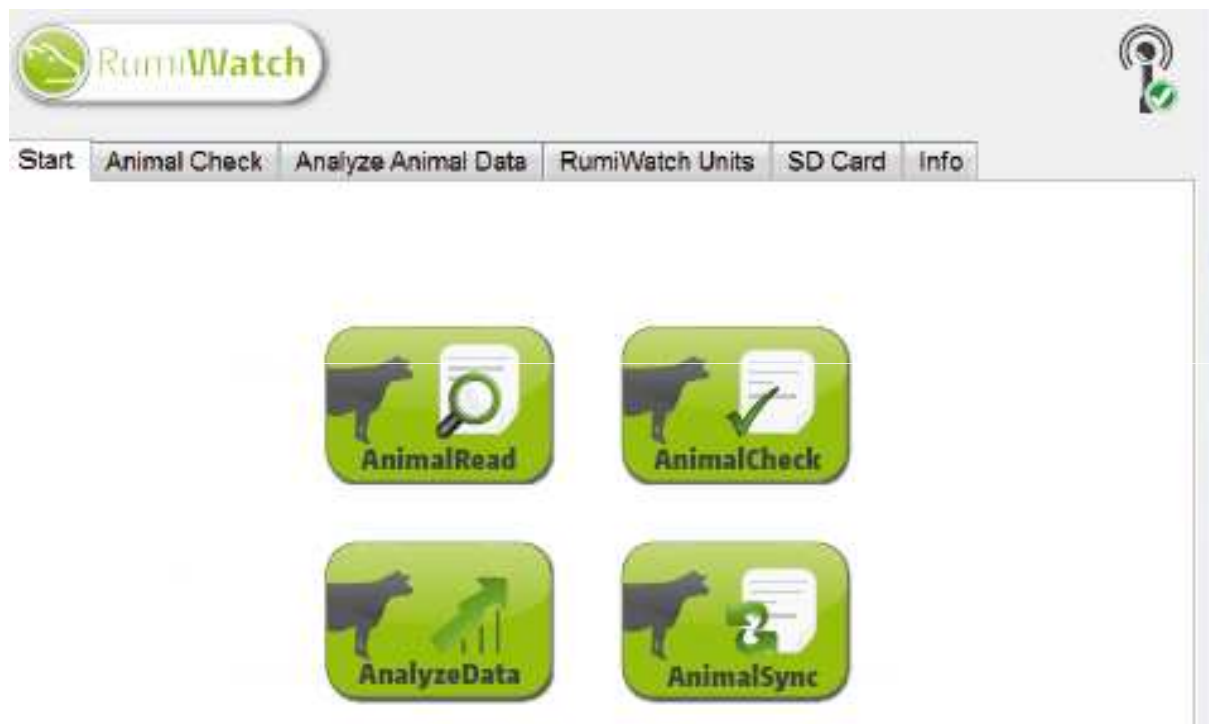 RumiWatch
Start Animal Check Analyze Animal Data RumiWatch Units SD Card Info
AnimalRead AnimalCheck
AnalyzeData AnimalSync